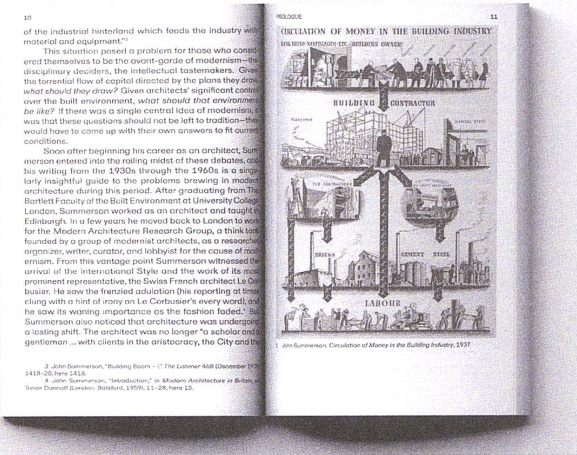 10
of the industrial hinterland which feeds the industry with
material and equipment."³
This situation posed a problem for those who consid-
ered themselves to be the avant-garde of modernism—the
disciplinary deciders, the intellectual tastemakers. Given
the torrential flow of capital directed by the plans they draw,
what should they draw? Given architects' significant control
over the built environment, what should that environment
be like? If there was a single central idea of modernism, it
was that these questions should not be left to tradition—they
would have to come up with their own answers to fit current
conditions.
Soon after beginning his career as an architect, Sum-
merson entered into the roiling midst of these debates, and
his writing from the 1930s through the 1960s is a singu-
larly insightful guide to the problems brewing in modern
architecture during this period. After graduating from The
Bartlett Faculty of the Built Environment at University College
London, Summerson worked as an architect and taught in
Edinburgh. In a few years he moved back to London to work
for the Modern Architecture Research Group, a think tank
founded by a group of modernist architects, as a researcher,
organizer, writer, curator, and lobbyist for the cause of mod-
ernism. From this vantage point Summerson witnessed the
arrival of the International Style and the work of its most
prominent representative, the Swiss French architect Le Cor-
busier. He saw the frenzied adulation (his reporting at times
clung with a hint of irony on Le Corbusier's every word), and
he saw its waning importance as the fashion faded.⁴ But
Summerson also noticed that architecture was undergoing
a lasting shift. The architect was no longer "a scholar and a
gentleman ... with clients in the aristocracy, the City and the
3 John Summerson, "Building Boom – I," The Listener 468 (December
1418–20, here 1418.
4 John Summerson, "Introduction," in Modern Architecture in Britain,
Trevor Dannatt (London: Batsford, 1959), 11–28, here 15.
PROLOGUE
11
CIRCULATION OF MONEY IN THE BUILDING INDUSTRY
BUILDING OWNER
BUILDING CONTRACTOR
SUB CONTRACTORS
BRICKS
CEMENT
STEEL
LABOUR
1 John Summerson, Circulation of Money in the Building Industry, 1937